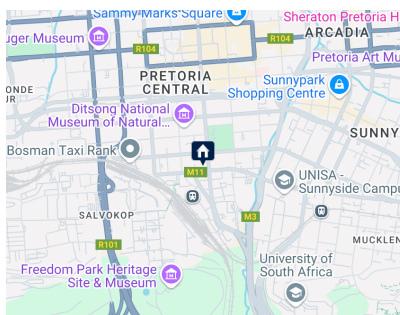 Sammy Marks Square
Sheraton Pretoria H
uger Museum
R104
R104
ARCADIA
Pretoria Art Mu
PRETORIA
CENTRAL
Sunnypark
Shopping Centre
ONDE
UR
Ditsong National
Museum of Natural...
SUNNY
Bosman Taxi Rank
M11
UNISA -
Sunnyside Campu
SALVOKOP
M3
R101
MUCKLEN
Freedom Park Heritage
Site & Museum
University of
South Africa